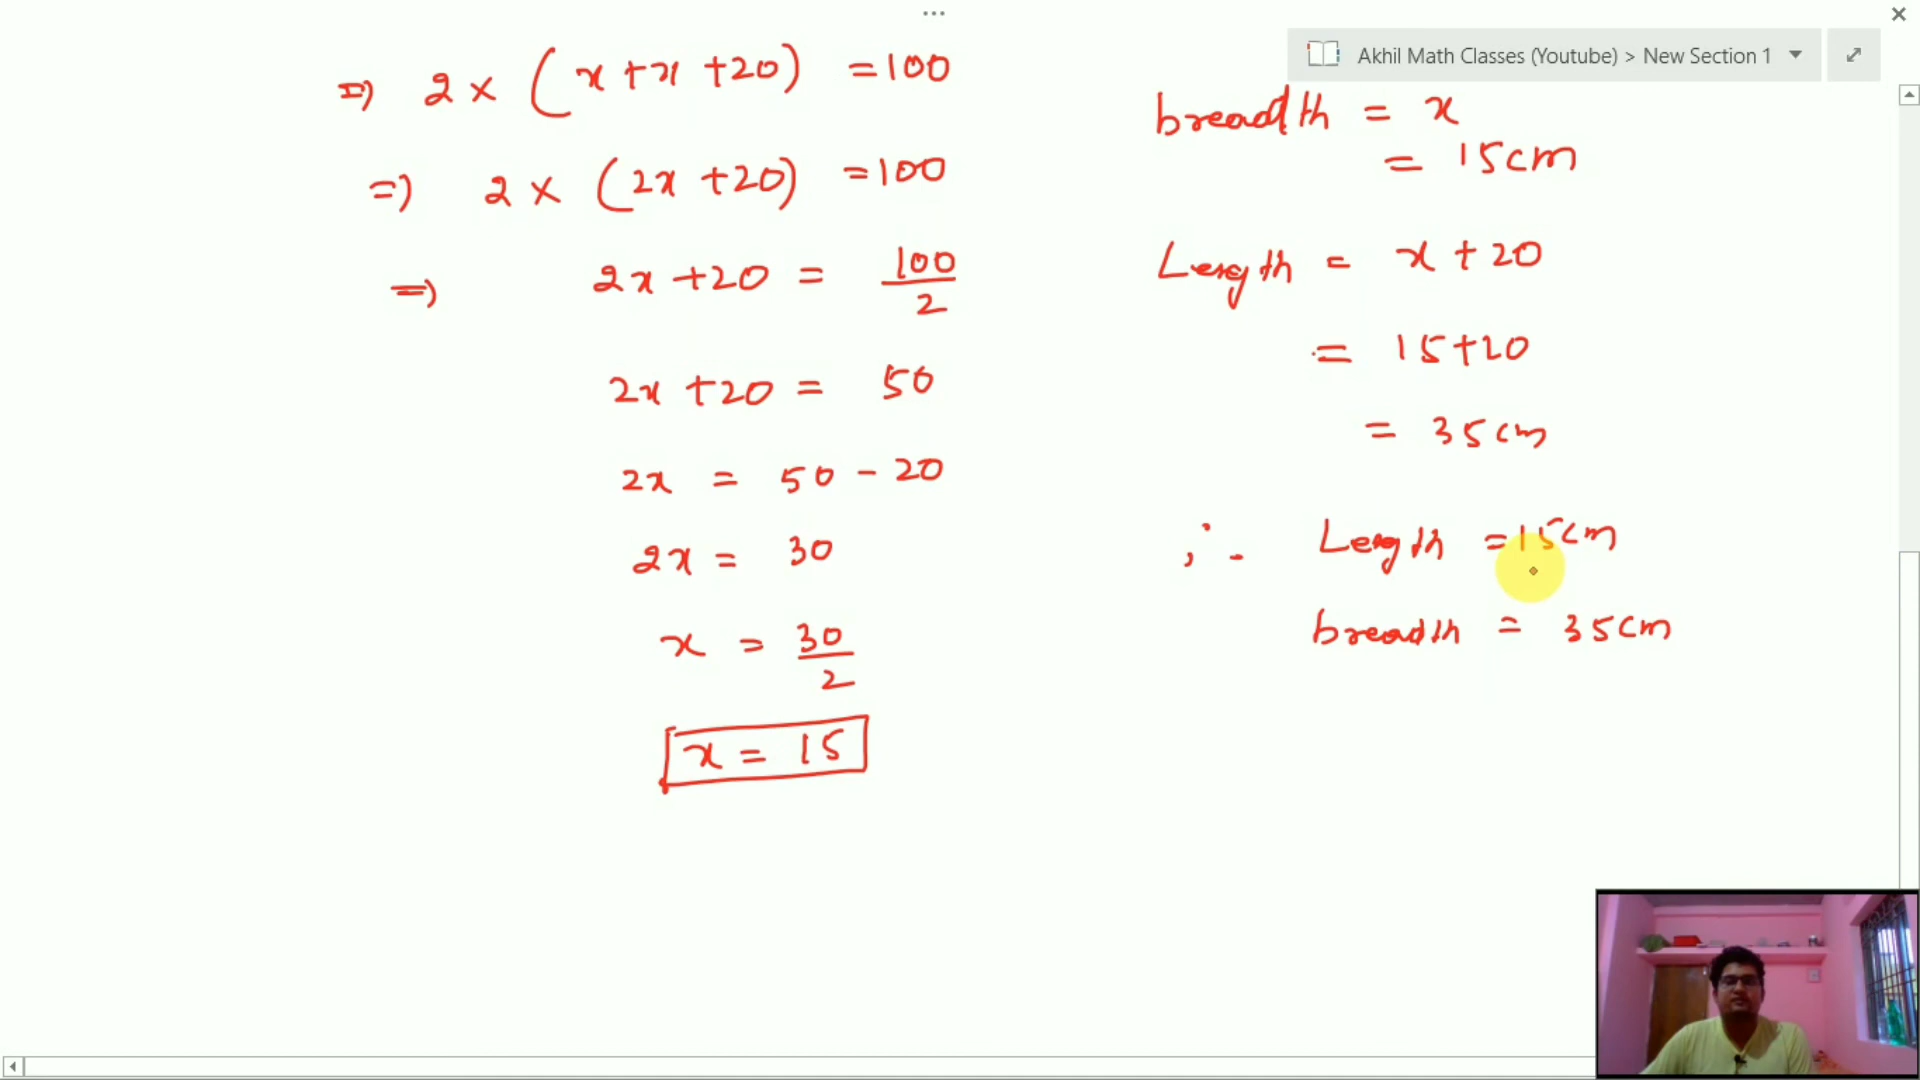 Akhil Math Classes (Youtube) > New Section 1
⇒ 2 × (x + x + 20) = 100
⇒ 2 × (2x + 20) = 100
⇒ 2x + 20 = 100/2
2x + 20 = 50
2x = 50 - 20
2x = 30
x = 30/2
x = 15
breadth = x
= 15cm
Length = x + 20
= 15+20
= 35cm
∴ Length = 15cm
breadth = 35cm